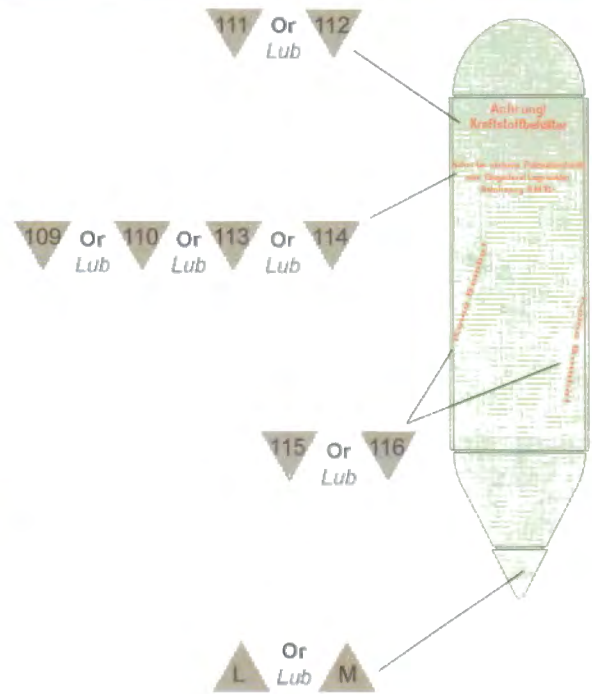 111 Or 112
Lub
Achtung!
Kraftstoffbehälter
109 Or 110 Or 113 Or 114
Lub Lub Lub
115 Or 116
Lub
Or
L Lub M